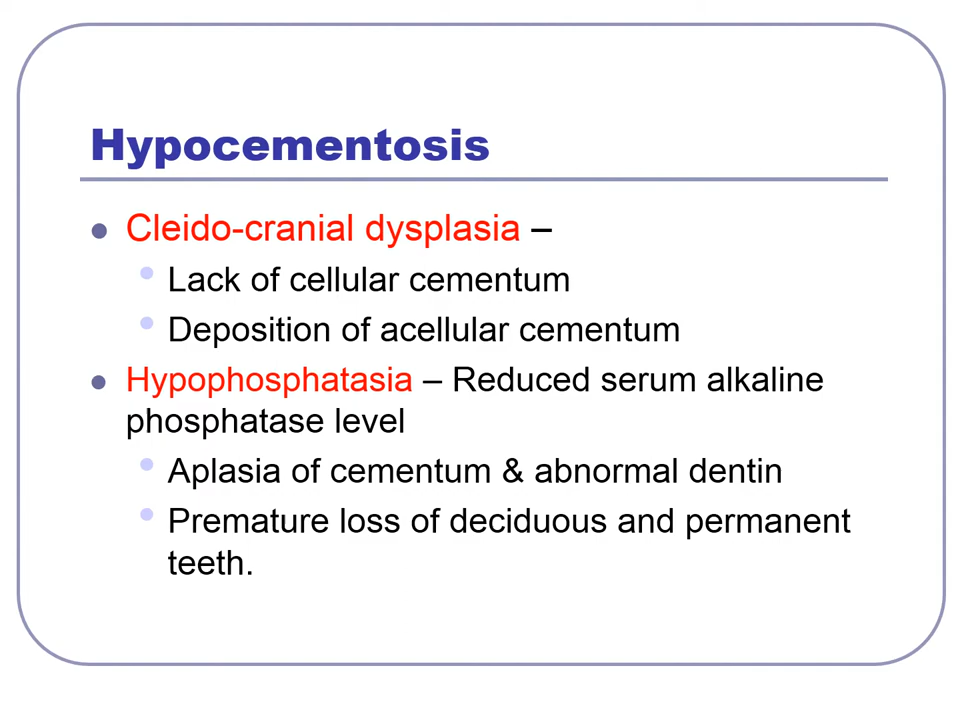 Hypocementosis
Cleido-cranial dysplasia –
Lack of cellular cementum
Deposition of acellular cementum
Hypophosphatasia – Reduced serum alkaline
phosphatase level
Aplasia of cementum & abnormal dentin
Premature loss of deciduous and permanent
teeth.